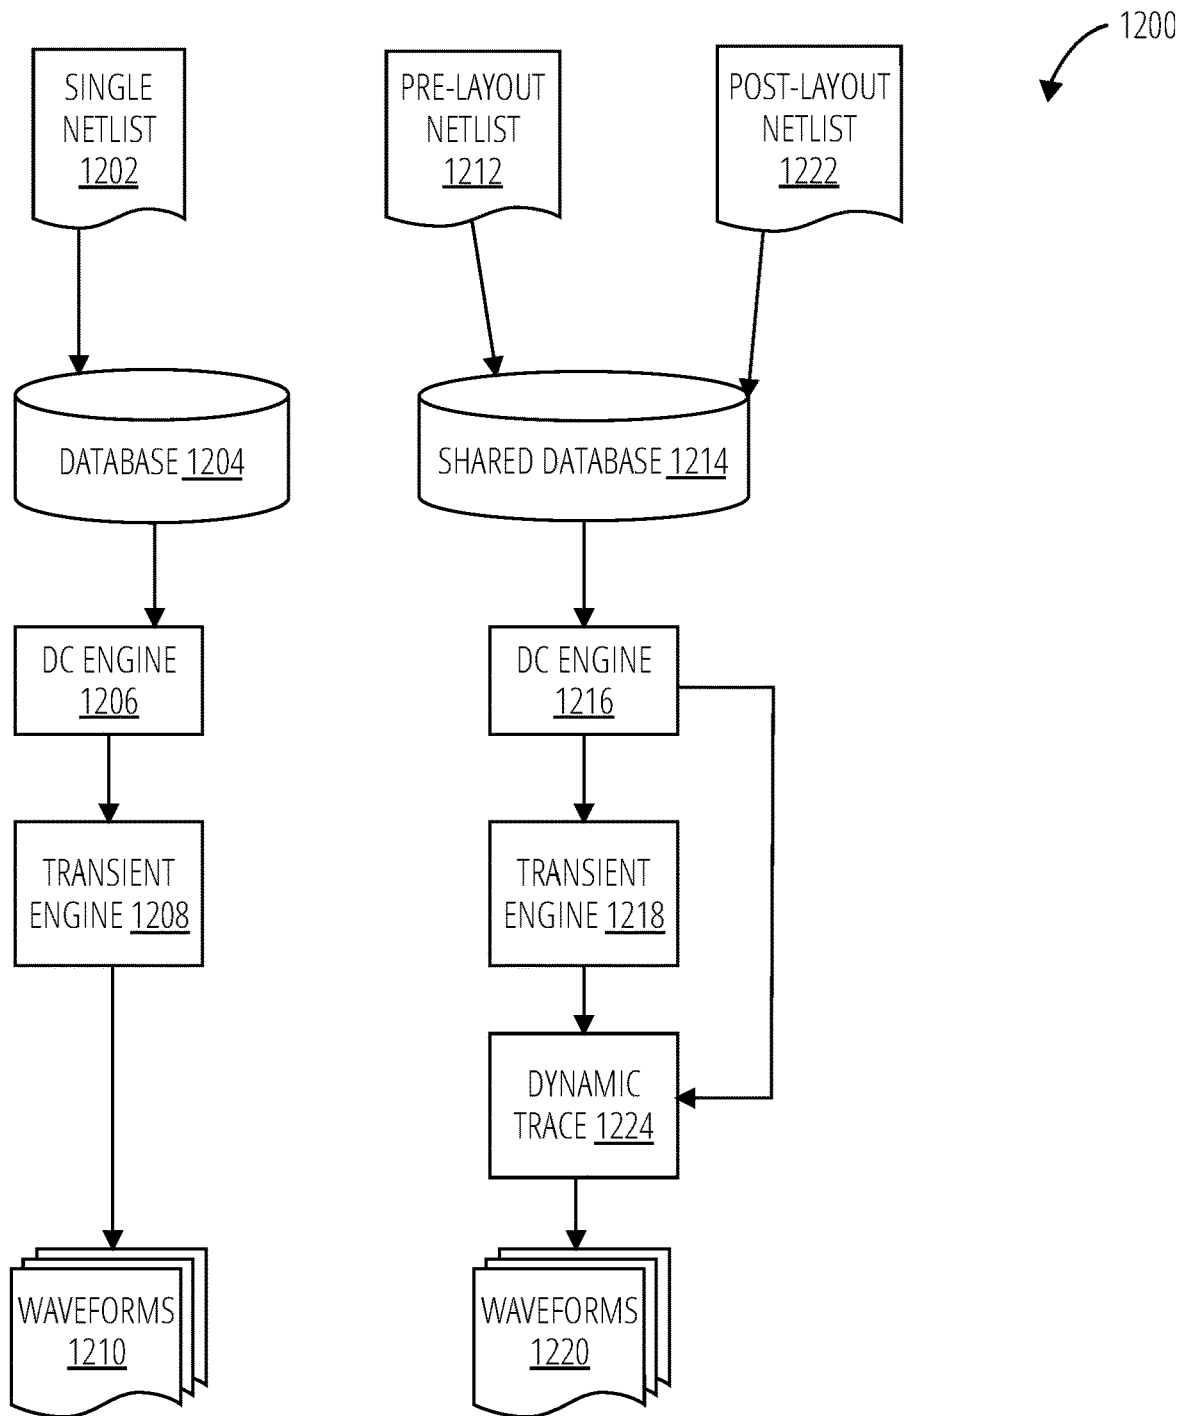 1200
SINGLE
NETLIST
1202
PRE-LAYOUT
NETLIST
1212
POST-LAYOUT
NETLIST
1222
DATABASE 1204
SHARED DATABASE 1214
DC ENGINE
1206
DC ENGINE
1216
TRANSIENT
ENGINE 1208
TRANSIENT
ENGINE 1218
DYNAMIC
TRACE 1224
WAVEFORMS
1210
WAVEFORMS
1220